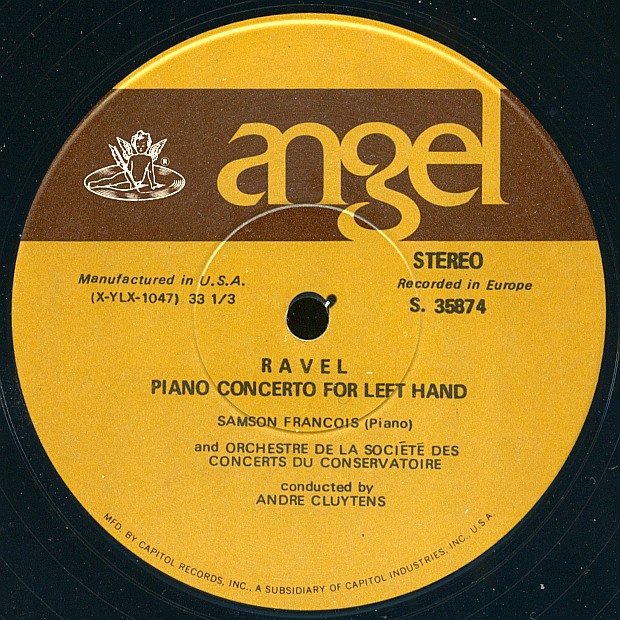 angel
®
STEREO
Manufactured in U.S.A.
Recorded in Europe
(X-YLX-1047) 33 1/3
S. 35874
RAVEL
PIANO CONCERTO FOR LEFT HAND
SAMSON FRANCOIS (Piano)
and ORCHESTRE DE LA SOCIÉTÉ DES
CONCERTS DU CONSERVATOIRE
conducted by
ANDRE CLUYTENS
MFD. BY CAPITOL RECORDS, INC., A SUBSIDIARY OF CAPITOL INDUSTRIES, INC., U.S.A.